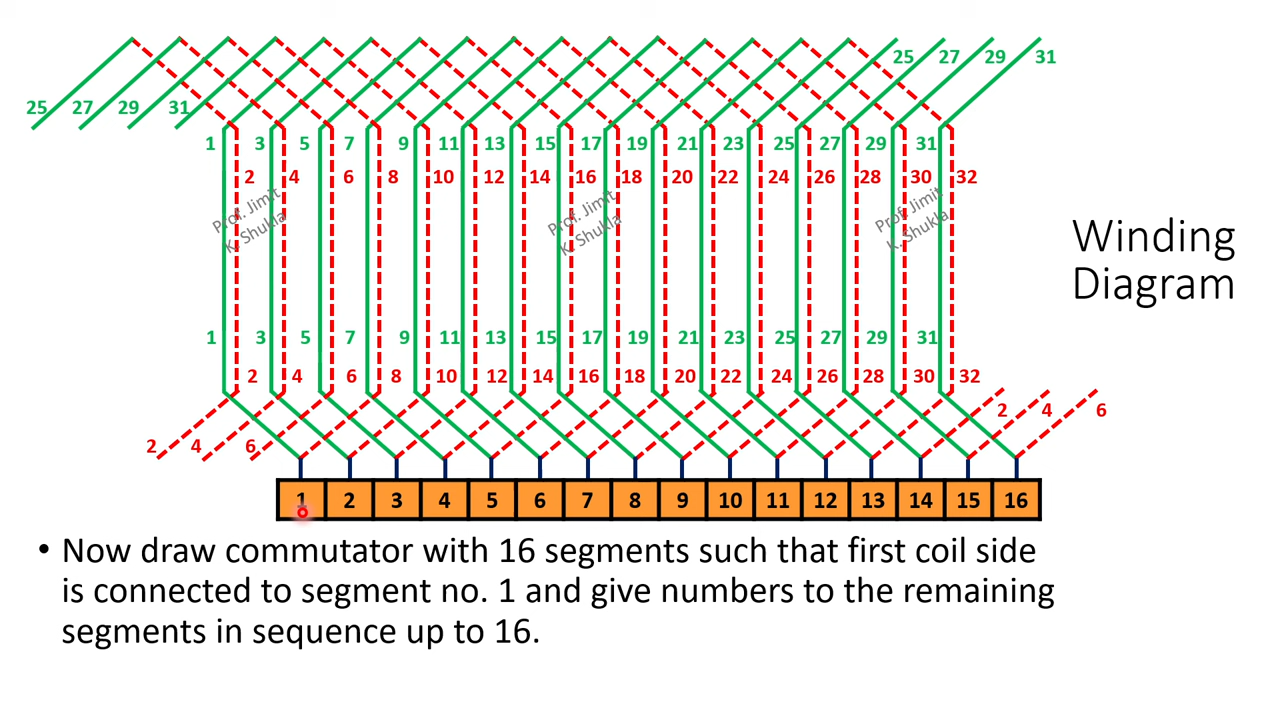 25 27 29 31
25 27 29 31
1 3 5 7 9 11 13 15 17 19 21 23 25 27 29 31
2 4 6 8 10 12 14 16 18 20 22 24 26 28 30 32
Prof. Jimit
K. Shukla
Prof. Jimit
K. Shukla
Prof. Jimit
K. Shukla
Winding
Diagram
1 3 5 7 9 11 13 15 17 19 21 23 25 27 29 31
2 4 6 8 10 12 14 16 18 20 22 24 26 28 30 32
2 4 6
2 4 6
1 2 3 4 5 6 7 8 9 10 11 12 13 14 15 16
• Now draw commutator with 16 segments such that first coil side
is connected to segment no. 1 and give numbers to the remaining
segments in sequence up to 16.